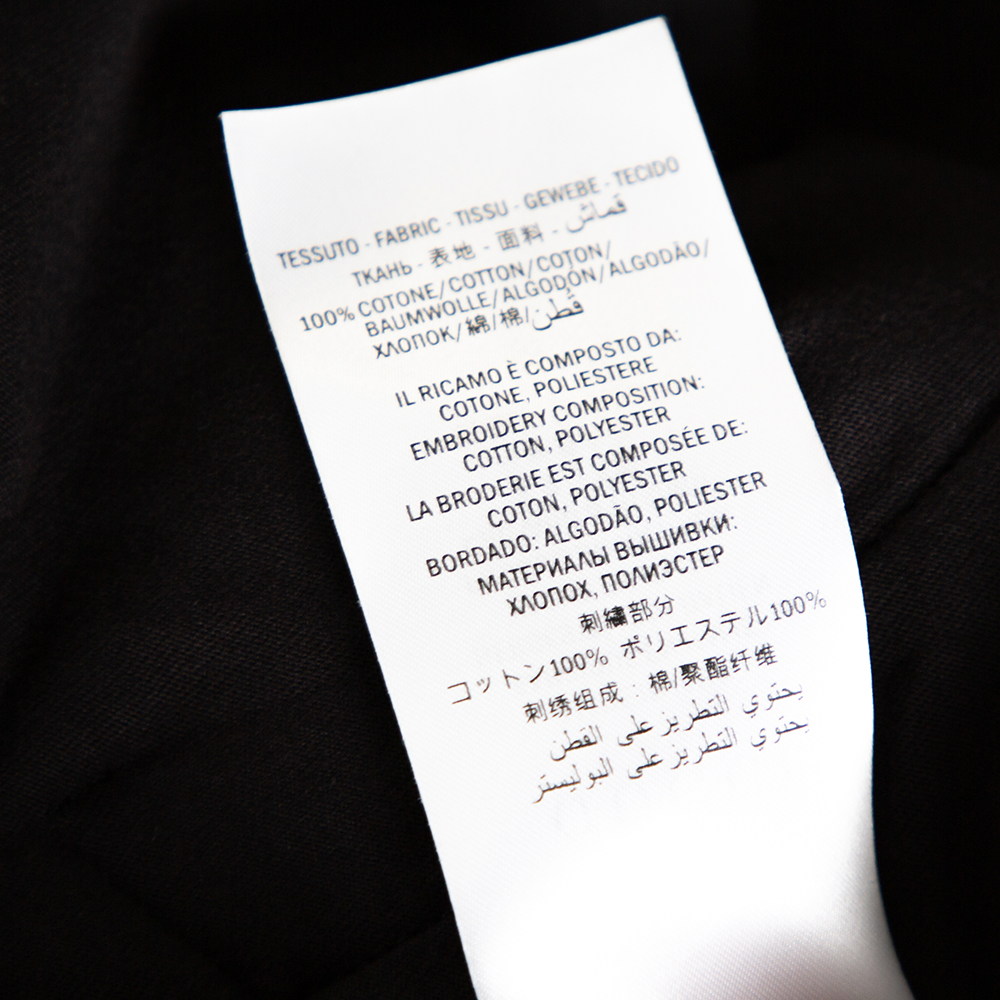 TESSUTO - FABRIC - TISSU - GEWEBE - TECIDO
ТКАНЬ - 表地 - 面料 - قماش
100% COTONE/COTTON/COTON/
BAUMWOLLE/ALGODÓN/ALGODÃO/
ХЛОПОК/綿/棉/قُطن
IL RICAMO È COMPOSTO DA:
COTONE, POLIESTERE
EMBROIDERY COMPOSITION:
COTTON, POLYESTER
LA BRODERIE EST COMPOSÉE DE:
COTON, POLYESTER
BORDADO: ALGODÃO, POLIESTER
МАТЕРИАЛЫ ВЫШИВКИ:
ХЛОПОХ, ПОЛИЭСТЕР
刺繍部分
コットン100% ポリエステル100%
刺绣组成：棉/聚酯纤维
يحتوي التطريز على القطن
يحتوي التطريز على البوليستر